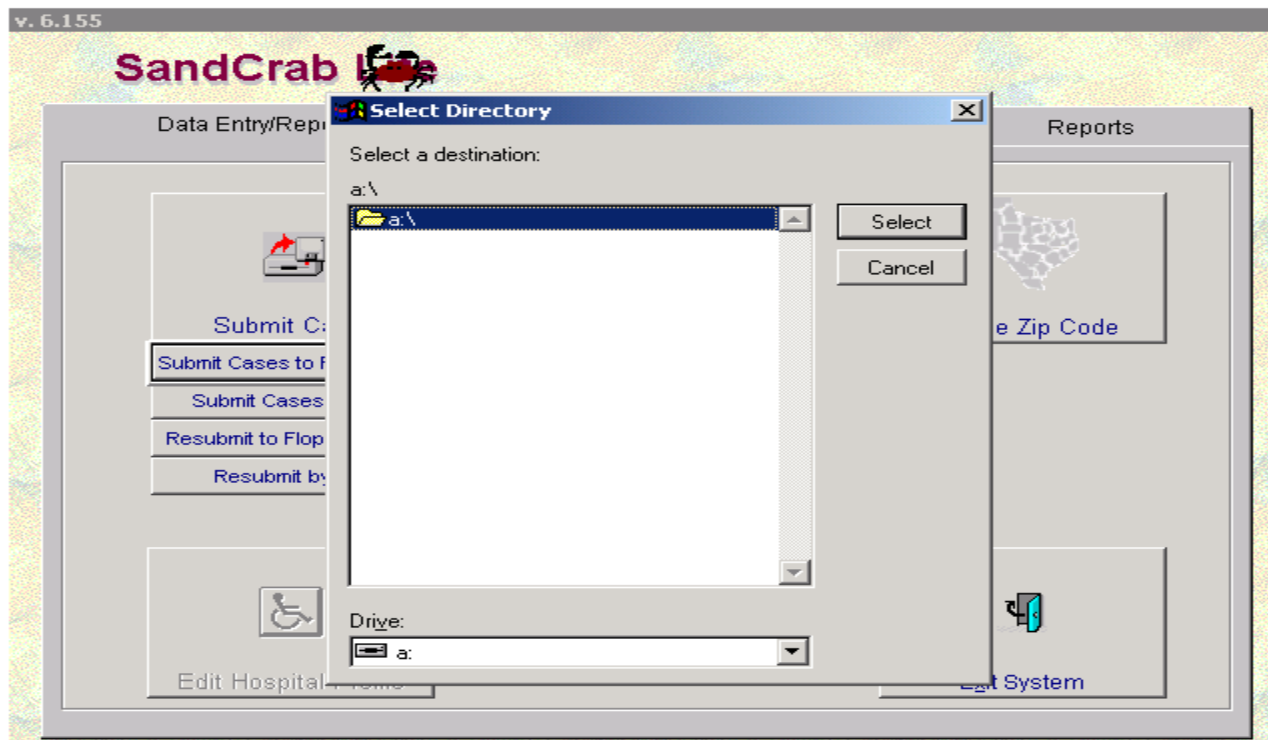 v. 6.155
SandCrab Lite
Data Entry/Rep
Select Directory
Reports
Select a destination:
a:\
a:\
Select
Cancel
Submit C
e Zip Code
Submit Cases to
Submit Cases
Resubmit to Flop
Resubmit by
Drive:
a:
Edit Hospital
Exit System